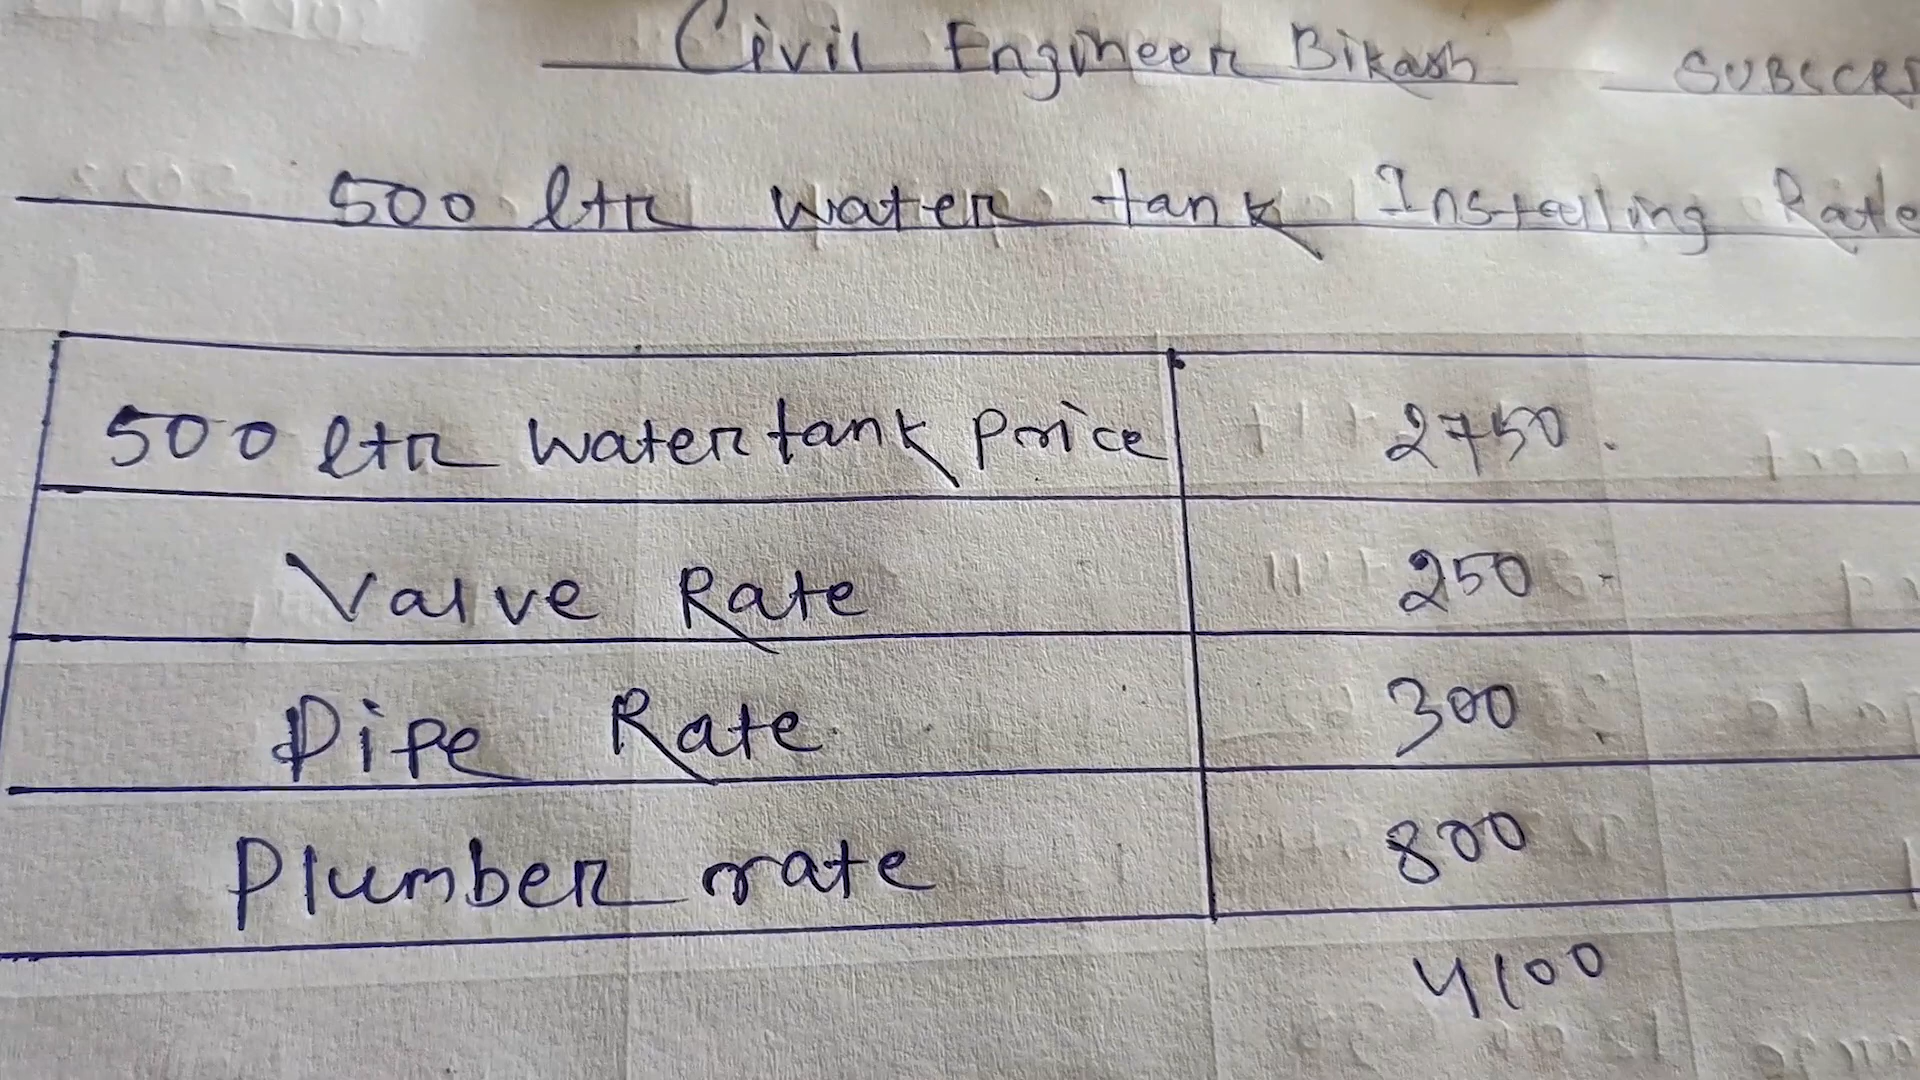 Civil Engineer Bikash SUBSCRI
500 ltr water tank Installing Rate
500 ltr water tank price 2750.
Valve Rate 250
Pipe Rate 300
Plumber rate 800
4100